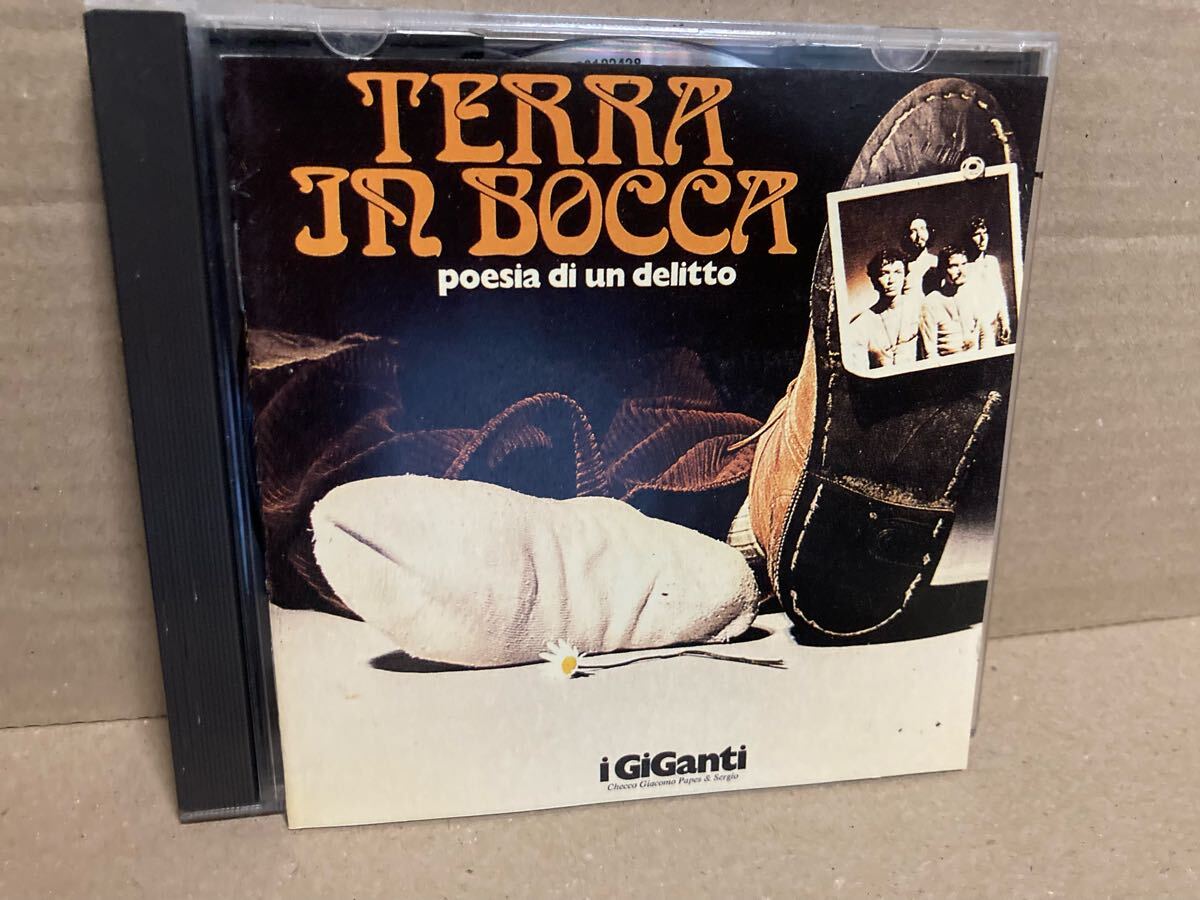 TERRA
IN BOCCA
poesia di un delitto
i GiGanti
Checco Giacomo Papes & Sergio